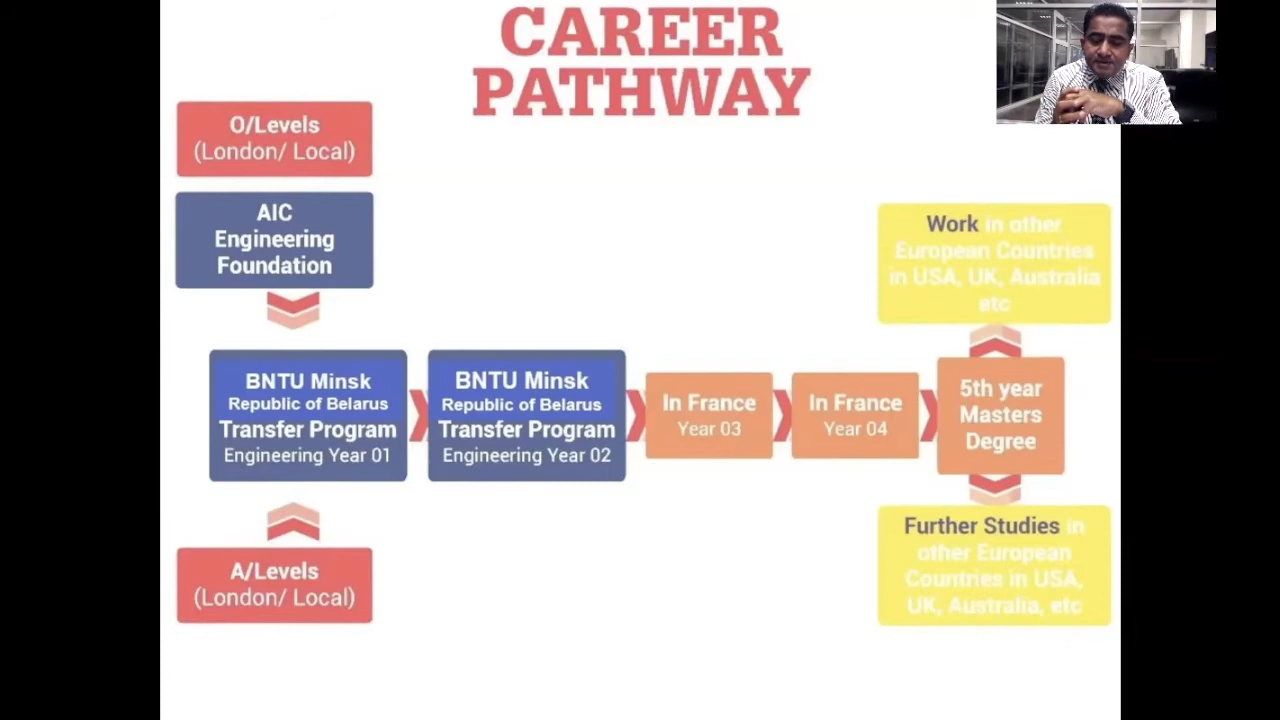 CAREER
PATHWAY
O/Levels
(London/ Local)
AIC
Engineering
Foundation
Work in other
European Countries
in USA, UK, Australia
etc
BNTU Minsk
Republic of Belarus
Transfer Program
Engineering Year 01
BNTU Minsk
Republic of Belarus
Transfer Program
Engineering Year 02
In France
Year 03
In France
Year 04
5th year
Masters
Degree
A/Levels
(London/ Local)
Further Studies in
other European
Countries in USA,
UK, Australia, etc